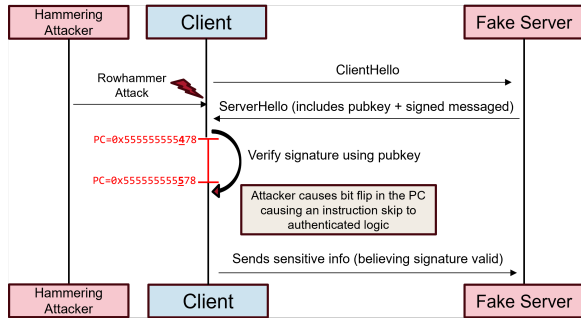 Hammering
Attacker
Client
Fake Server
ClientHello
Rowhammer
Attack
ServerHello (includes pubkey + signed messaged)
PC=0x555555555478
Verify signature using pubkey
PC=0x555555555578
Attacker causes bit flip in the PC
causing an instruction skip to
authenticated logic
Sends sensitive info (believing signature valid)
Hammering
Attacker
Client
Fake Server